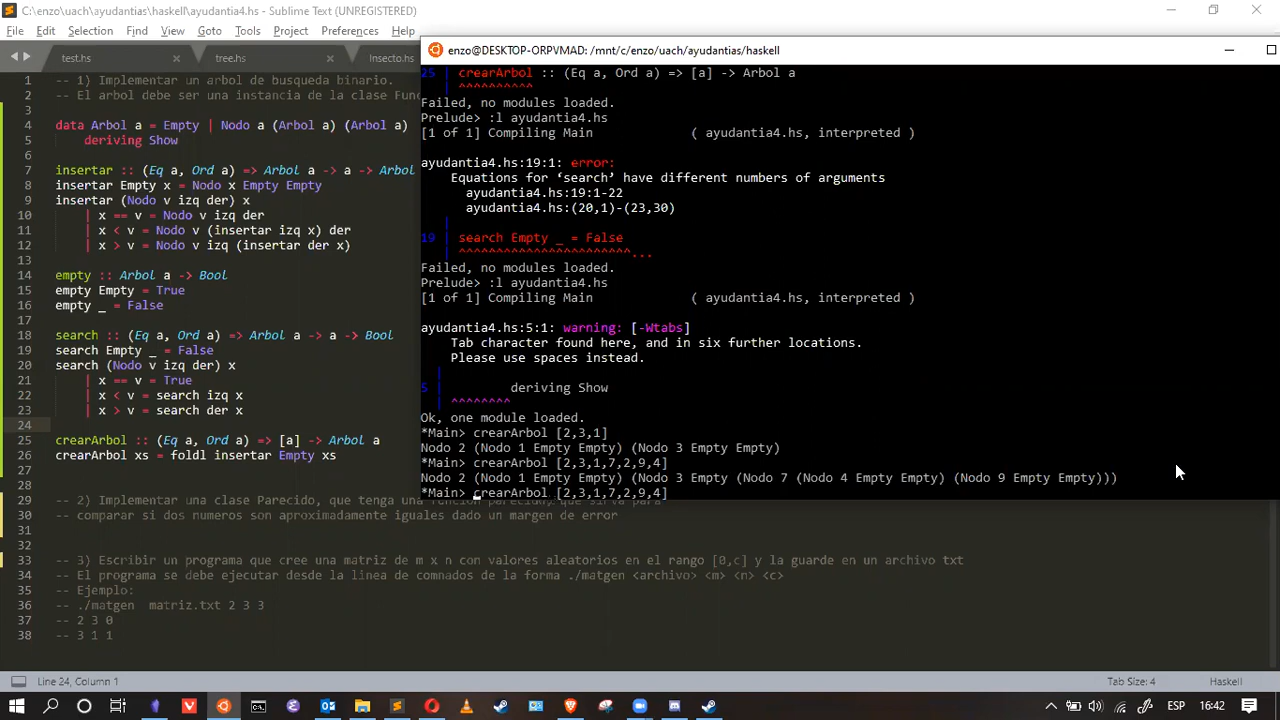 C:\enzo\uach\ayudantias\haskell\ayudantia4.hs - Sublime Text (UNREGISTERED)
File Edit Selection Find View Goto Tools Project Preferences Help
test.hs tree.hs Insecto.hs
1 -- 1) Implementar un arbol de busqueda binario.
2 -- El arbol debe ser una instancia de la clase Func
3
4 data Arbol a = Empty | Nodo a (Arbol a) (Arbol a)
5 deriving Show
6
7 insertar :: (Eq a, Ord a) => Arbol a -> a -> Arbol
8 insertar Empty x = Nodo x Empty Empty
9 insertar (Nodo v izq der) x
10 | x == v = Nodo v izq der
11 | x < v = Nodo v (insertar izq x) der
12 | x > v = Nodo v izq (insertar der x)
13
14 empty :: Arbol a -> Bool
15 empty Empty = True
16 empty _ = False
17
18 search :: (Eq a, Ord a) => Arbol a -> a -> Bool
19 search Empty _ = False
20 search (Nodo v izq der) x
21 | x == v = True
22 | x < v = search izq x
23 | x > v = search der x
24
25 crearArbol :: (Eq a, Ord a) => [a] -> Arbol a
26 crearArbol xs = foldl insertar Empty xs
27
28
29 -- 2) Implementar una clase Parecido, que tenga una funcion
30 -- comparar si dos numeros son aproximadamente iguales dado un margen de error
31
32
33 -- 3) Escribir un programa que cree una matriz de m x n con valores aleatorios en el rango [0,c] y la guarde en un archivo txt
34 -- El programa se debe ejecutar desde la linea de comnados de la forma ./matgen <archivo> <m> <n> <c>
35 -- Ejemplo:
36 -- ./matgen matriz.txt 2 3 3
37 -- 2 3 0
38 -- 3 1 1
Line 24, Column 1 Tab Size: 4 Haskell
enzo@DESKTOP-ORPVMAD: /mnt/c/enzo/uach/ayudantias/haskell
25 | crearArbol :: (Eq a, Ord a) => [a] -> Arbol a
| ^^^^^^^^^^
Failed, no modules loaded.
Prelude> :l ayudantia4.hs
[1 of 1] Compiling Main ( ayudantia4.hs, interpreted )
ayudantia4.hs:19:1: error:
Equations for ‘search’ have different numbers of arguments
ayudantia4.hs:19:1-22
ayudantia4.hs:(20,1)-(23,30)
|
19 | search Empty _ = False
| ^^^^^^^^^^^^^^^^^^^^^^...
Failed, no modules loaded.
Prelude> :l ayudantia4.hs
[1 of 1] Compiling Main ( ayudantia4.hs, interpreted )
ayudantia4.hs:5:1: warning: [-Wtabs]
Tab character found here, and in six further locations.
Please use spaces instead.
|
5 | deriving Show
| ^^^^^^^^
Ok, one module loaded.
*Main> crearArbol [2,3,1]
Nodo 2 (Nodo 1 Empty Empty) (Nodo 3 Empty Empty)
*Main> crearArbol [2,3,1,7,2,9,4]
Nodo 2 (Nodo 1 Empty Empty) (Nodo 3 Empty (Nodo 7 (Nodo 4 Empty Empty) (Nodo 9 Empty Empty)))
*Main> crearArbol [2,3,1,7,2,9,4]
ESP 16:42